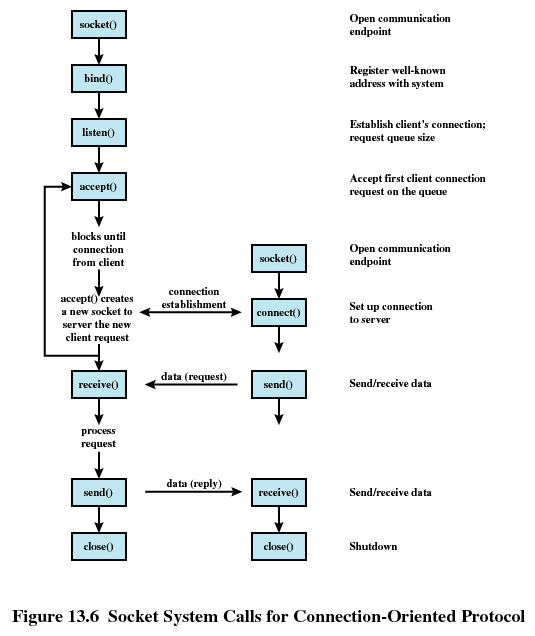 socket()
Open communication
endpoint
bind()
Register well-known
address with system
listen()
Establish client's connection;
request queue size
accept()
Accept first client connection
request on the queue
blocks until
connection
from client
socket()
Open communication
endpoint
accept() creates
a new socket to
server the new
client request
connection
establishment
connect()
Set up connection
to server
receive()
data (request)
send()
Send/receive data
process
request
send()
data (reply)
receive()
Send/receive data
close()
close()
Shutdown
Figure 13.6 Socket System Calls for Connection-Oriented Protocol